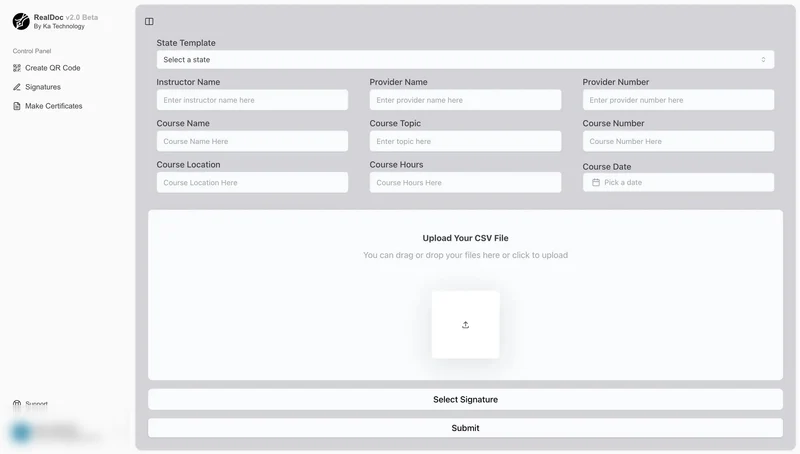 RealDoc v2.0 Beta
By Ka Technology
Control Panel
Create QR Code
Signatures
Make Certificates
Support
State Template
Select a state
Instructor Name
Provider Name
Provider Number
Enter instructor name here
Enter provider name here
Enter provider number here
Course Name
Course Topic
Course Number
Course Name Here
Enter topic here
Course Number Here
Course Location
Course Hours
Course Date
Course Location Here
Course Hours Here
Pick a date
Upload Your CSV File
You can drag or drop your files here or click to upload
Select Signature
Submit